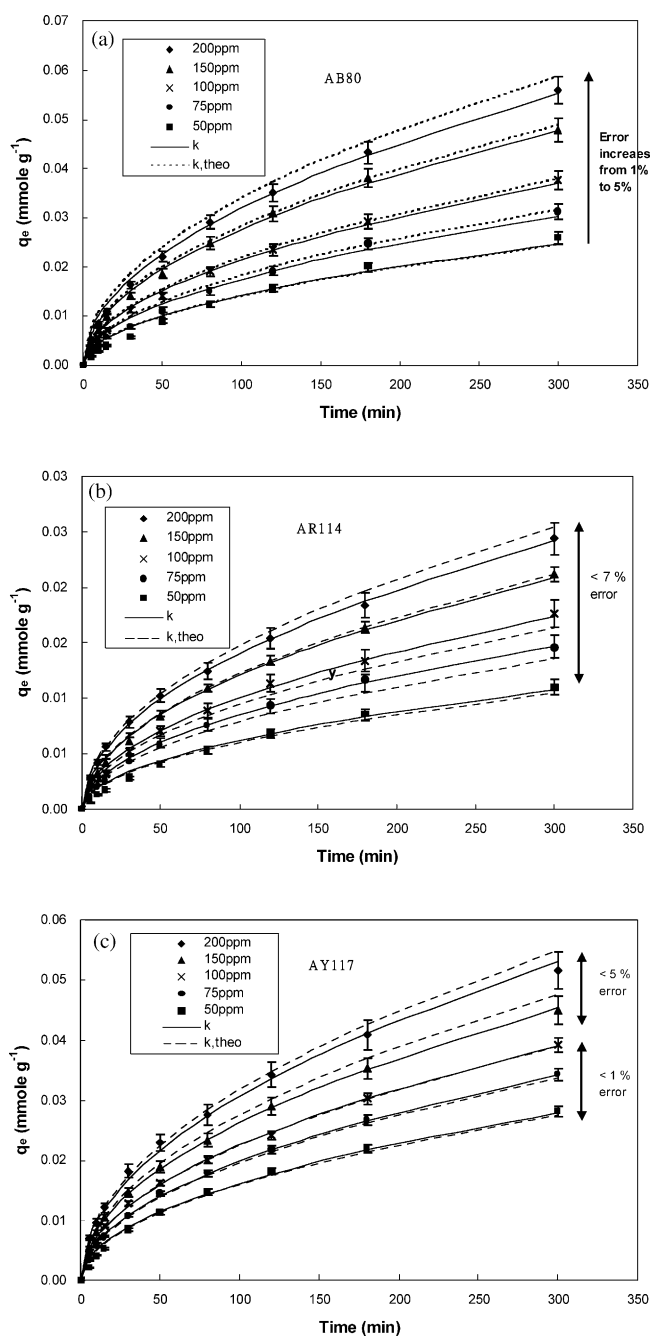 (a)
AB80
200ppm
150ppm
100ppm
75ppm
50ppm
k
k,theo
Error
increaes
from 1%
to 5%
0.07
0.06
0.05
0.04
0.03
0.02
0.01
0.00
qe (mmole g-1)
0 50 100 150 200 250 300 350
Time (min)
(b)
AR114
200ppm
150ppm
100ppm
75ppm
50ppm
k
k,theo
< 7 %
error
y
0.03
0.03
0.02
0.02
0.01
0.01
0.00
qe (mmole g-1)
0 50 100 150 200 250 300 350
Time (min)
(c)
AY117
200ppm
150ppm
100ppm
75ppm
50ppm
k
k,theo
< 5 %
error
< 1 %
error
0.06
0.05
0.04
0.03
0.02
0.01
0.00
qe (mmole g-1)
0 50 100 150 200 250 300 350
Time (min)